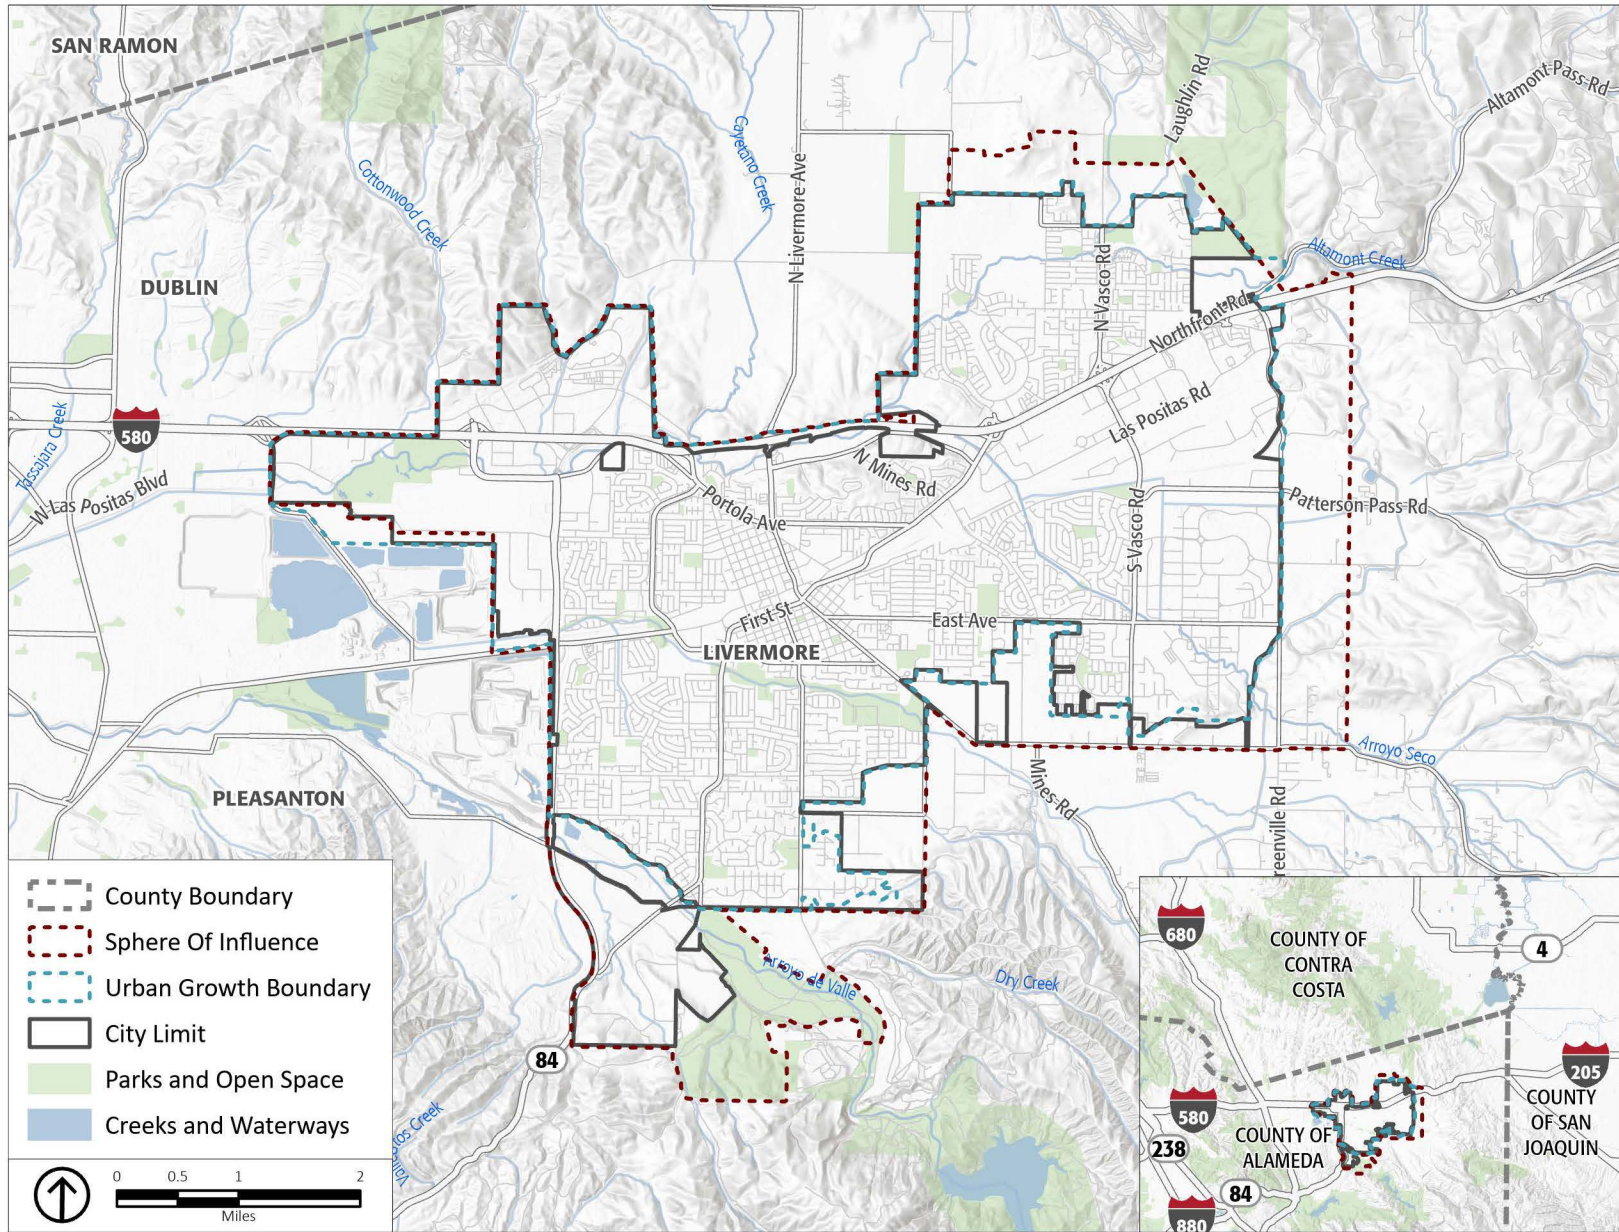 SAN RAMON
Altamont Pass Rd
Laughlin Rd
Cayetano Creek
Cottonwood Creek
N Livermore Ave
Altamont Creek
DUBLIN
N Vasco Rd
Northfront Rd
580
Tassajara Creek
Las Positas Rd
W Las Positas Blvd
N Mines Rd
Portola Ave
Patterson Pass Rd
S Vasco Rd
First St
East Ave
LIVERMORE
Arroyo Seco
PLEASANTON
Mines Rd
reenville Rd
Arroyo de Valle
Dry Creek
84
Creek
County Boundary
Sphere Of Influence
Urban Growth Boundary
City Limit
Parks and Open Space
Creeks and Waterways
0 0.5 1 2
Miles
680
COUNTY OF
CONTRA
COSTA
4
205
580
COUNTY
OF SAN
JOAQUIN
238
COUNTY OF
ALAMEDA
84
880